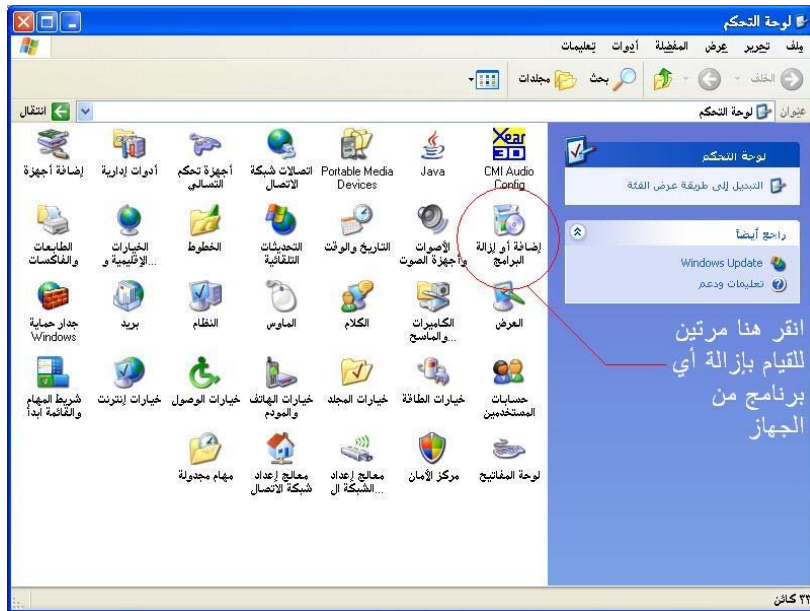 لوحة التحكم
ملف تحرير عرض المفضلة أدوات تعليمات
الخلف بحث مجلدات
عنوان لوحة التحكم انتقال
لوحة التحكم
التبديل إلى طريقة عرض الفئة
راجع أيضاً
Windows Update
تعليمات ودعم
انقر هنا مرتين
للقيام بإزالة أي
برنامج من
الجهاز
Xear
3D
CMI Audio
Config
Java
Portable Media
Devices
اتصالات شبكة
الاتصال
أجهزة تحكم
التسالي
أدوات إدارية
إضافة أجهزة
إضافة أو إزالة
البرامج
الأصوات
وأجهزة الصوت
التاريخ والوقت
التحديثات
التلقائية
الخطوط
الخيارات
الإقليمية و...
الطابعات
والفاكسات
العرض
الكاميرات
والماسح...
الكلام
الماوس
النظام
بريد
جدار حماية
Windows
حسابات
المستخدمين
خيارات الطاقة
خيارات المجلد
خيارات الهاتف
والمودم
خيارات الوصول
خيارات إنترنت
شريط المهام
والقائمة ابدأ
لوحة المفاتيح
مركز الأمان
معالج إعداد
الشبكة ال...
معالج إعداد
شبكة الاتصال
مهام مجدولة
٣٢ كائن